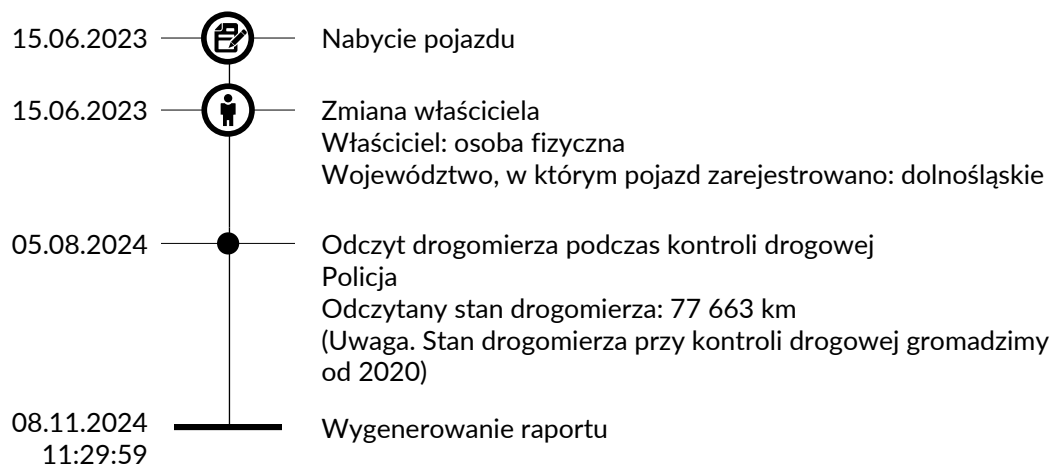 15.06.2023
Nabycie pojazdu
15.06.2023
Zmiana właściciela
Właściciel: osoba fizyczna
Województwo, w którym pojazd zarejestrowano: dolnośląskie
05.08.2024
Odczyt drogomierza podczas kontroli drogowej
Policja
Odczytany stan drogomierza: 77 663 km
(Uwaga. Stan drogomierza przy kontroli drogowej gromadzimy
od 2020)
08.11.2024
11:29:59
Wygenerowanie raportu